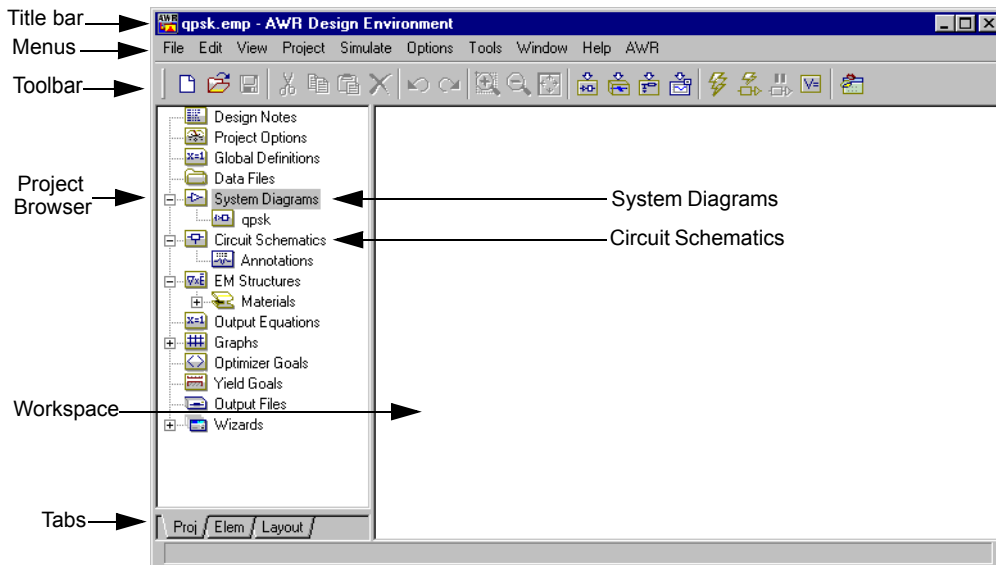 Title bar
AWR qpsk.emp - AWR Design Environment
Menus
File Edit View Project Simulate Options Tools Window Help AWR
Toolbar
V=
Design Notes
Project Options
X=1 Global Definitions
Data Files
Project Browser
System Diagrams
System Diagrams
qpsk
Circuit Schematics
Circuit Schematics
Annotations
∇×E EM Structures
Materials
X=1 Output Equations
Graphs
Optimizer Goals
Yield Goals
Workspace
Output Files
Wizards
Tabs
Proj Elem Layout